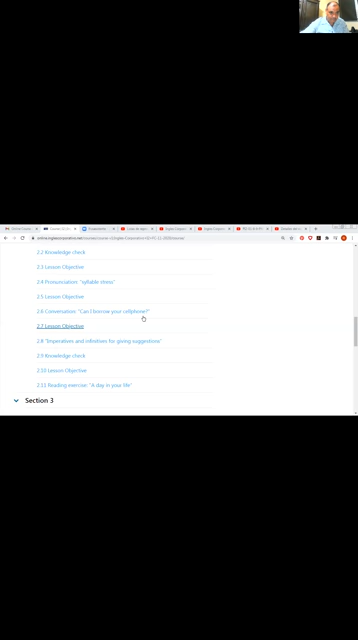 2.2 Knowledge check
2.3 Lesson Objective
2.4 Pronunciation: "syllable stress"
2.5 Lesson Objective
2.6 Conversation: "Can I borrow your cellphone?"
2.7 Lesson Objective
2.8 "Imperatives and infinitives for giving suggestions"
2.9 Knowledge check
2.10 Lesson Objective
2.11 Reading exercise: "A day in your life"
Section 3